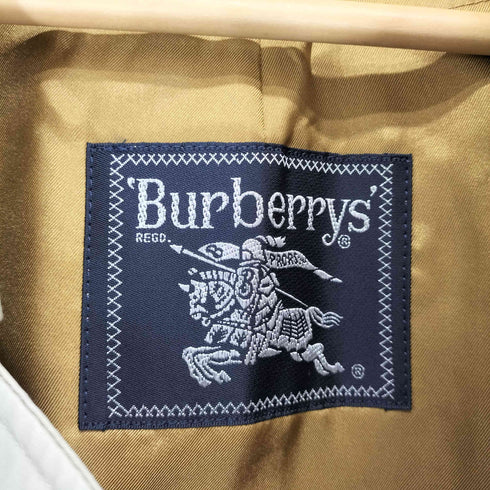 'Burberrys'
®
REGD.
PRORSUM
®